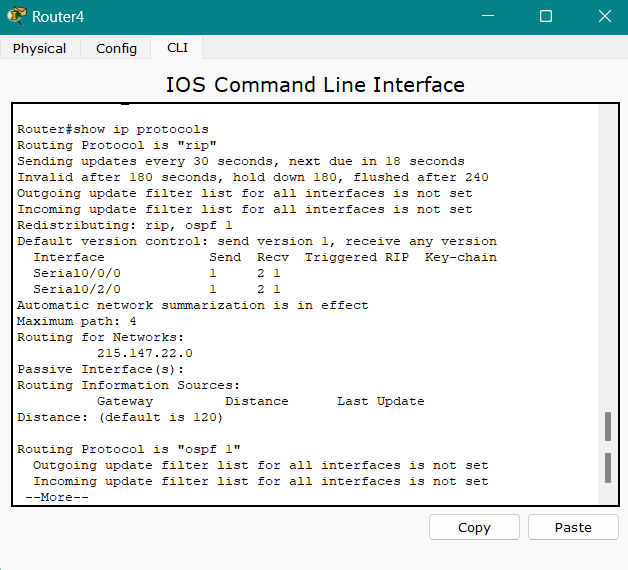 Router4
Physical Config CLI
IOS Command Line Interface
Router#show ip protocols
Routing Protocol is "rip"
Sending updates every 30 seconds, next due in 18 seconds
Invalid after 180 seconds, hold down 180, flushed after 240
Outgoing update filter list for all interfaces is not set
Incoming update filter list for all interfaces is not set
Redistributing: rip, ospf 1
Default version control: send version 1, receive any version
  Interface             Send  Recv  Triggered RIP  Key-chain
  Serial0/0/0           1     2 1
  Serial0/2/0           1     2 1
Automatic network summarization is in effect
Maximum path: 4
Routing for Networks:
          215.147.22.0
Passive Interface(s):
Routing Information Sources:
          Gateway         Distance      Last Update
Distance: (default is 120)
Routing Protocol is "ospf 1"
  Outgoing update filter list for all interfaces is not set
  Incoming update filter list for all interfaces is not set
 --More--
Copy Paste